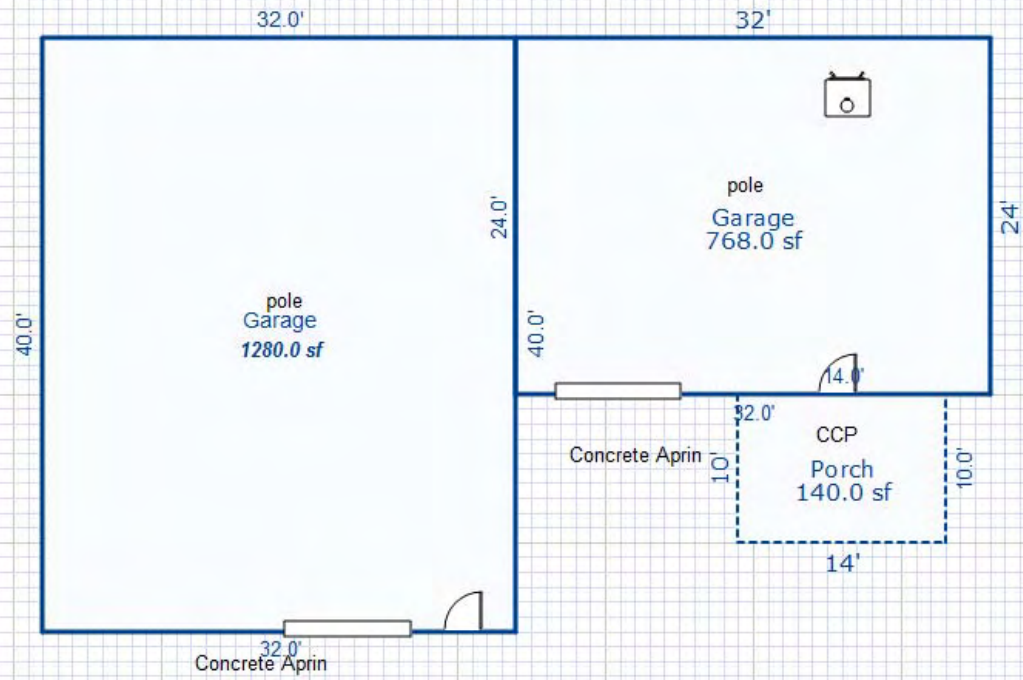 32.0'
32'
pole
Garage
768.0 sf
24.0'
24'
pole
Garage
1280.0 sf
40.0'
40.0'
14.0'
32.0'
CCP
Porch
140.0 sf
Concrete Aprin
10'
10.0'
14'
32.0'
Concrete Aprin